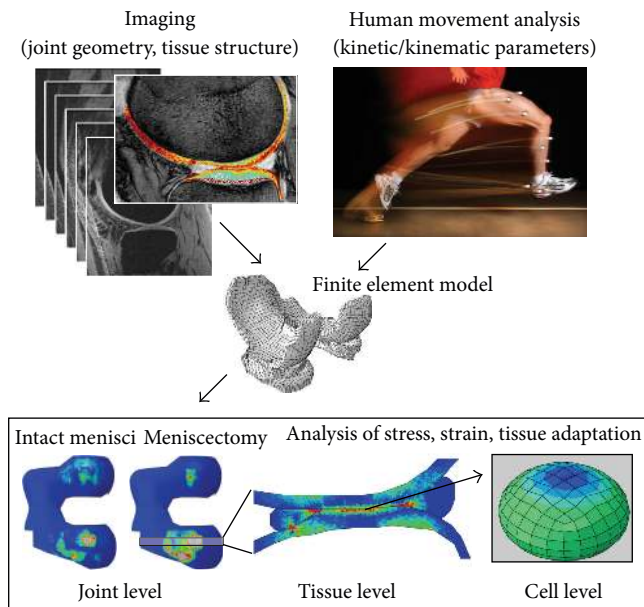 Imaging
(joint geometry, tissue structure)
Human movement analysis
(kinetic/kinematic parameters)
Finite element model
Intact menisci
Meniscectomy
Analysis of stress, strain, tissue adaptation
Joint level
Tissue level
Cell level